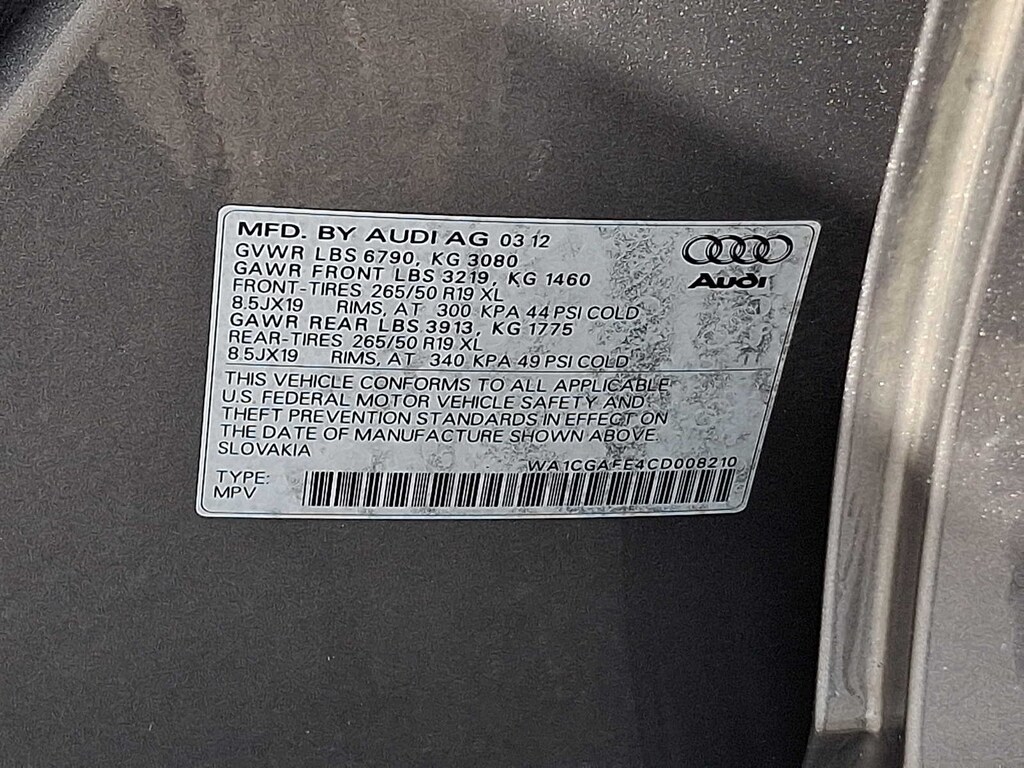 MFD. BY AUDI AG 03 12
GVWR LBS 6790, KG 3080
GAWR FRONT LBS 3219, KG 1460
FRONT-TIRES 265/50 R19 XL
8.5JX19 RIMS, AT 300 KPA 44 PSI COLD
GAWR REAR LBS 3913, KG 1775
REAR-TIRES 265/50 R19 XL
8.5JX19 RIMS, AT 340 KPA 49 PSI COLD
Audi
THIS VEHICLE CONFORMS TO ALL APPLICABLE
U.S. FEDERAL MOTOR VEHICLE SAFETY AND
THEFT PREVENTION STANDARDS IN EFFECT ON
THE DATE OF MANUFACTURE SHOWN ABOVE.
SLOVAKIA
WA1CGAFE4CD008210
TYPE:
MPV